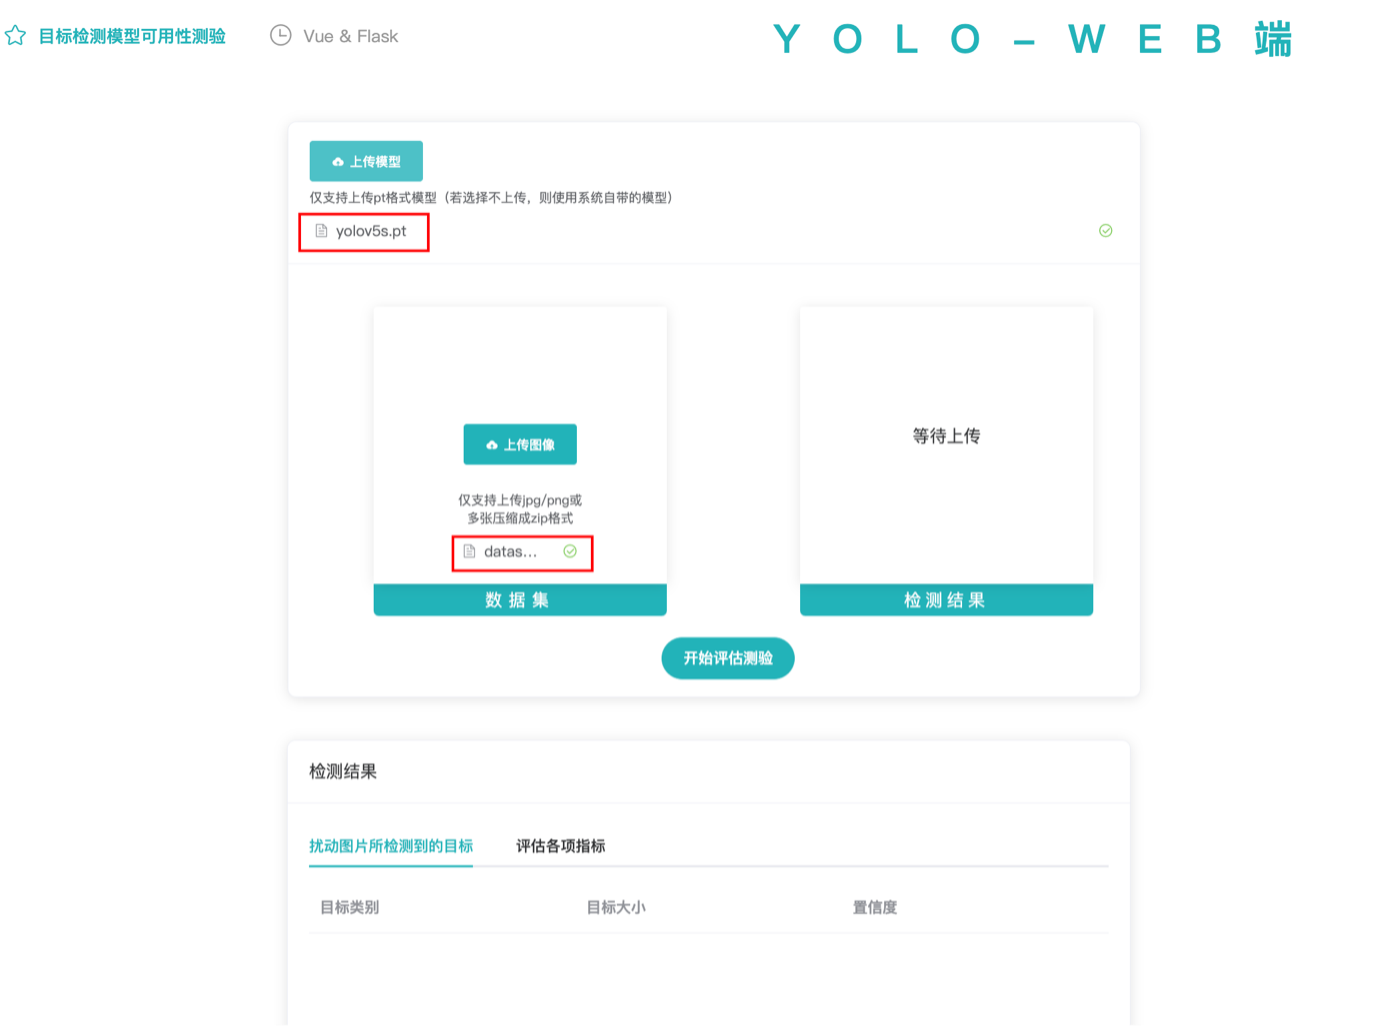 目标检测模型可用性测验
Vue & Flask
YOLO-WEB端
上传模型
仅支持上传pt格式模型（若选择不上传，则使用系统自带的模型）
yolov5s.pt
上传图像
仅支持上传jpg/png或
多张压缩成zip格式
datas...
数据集
等待上传
检测结果
开始评估测验
检测结果
扰动图片所检测到的目标
评估各项指标
目标类别
目标大小
置信度